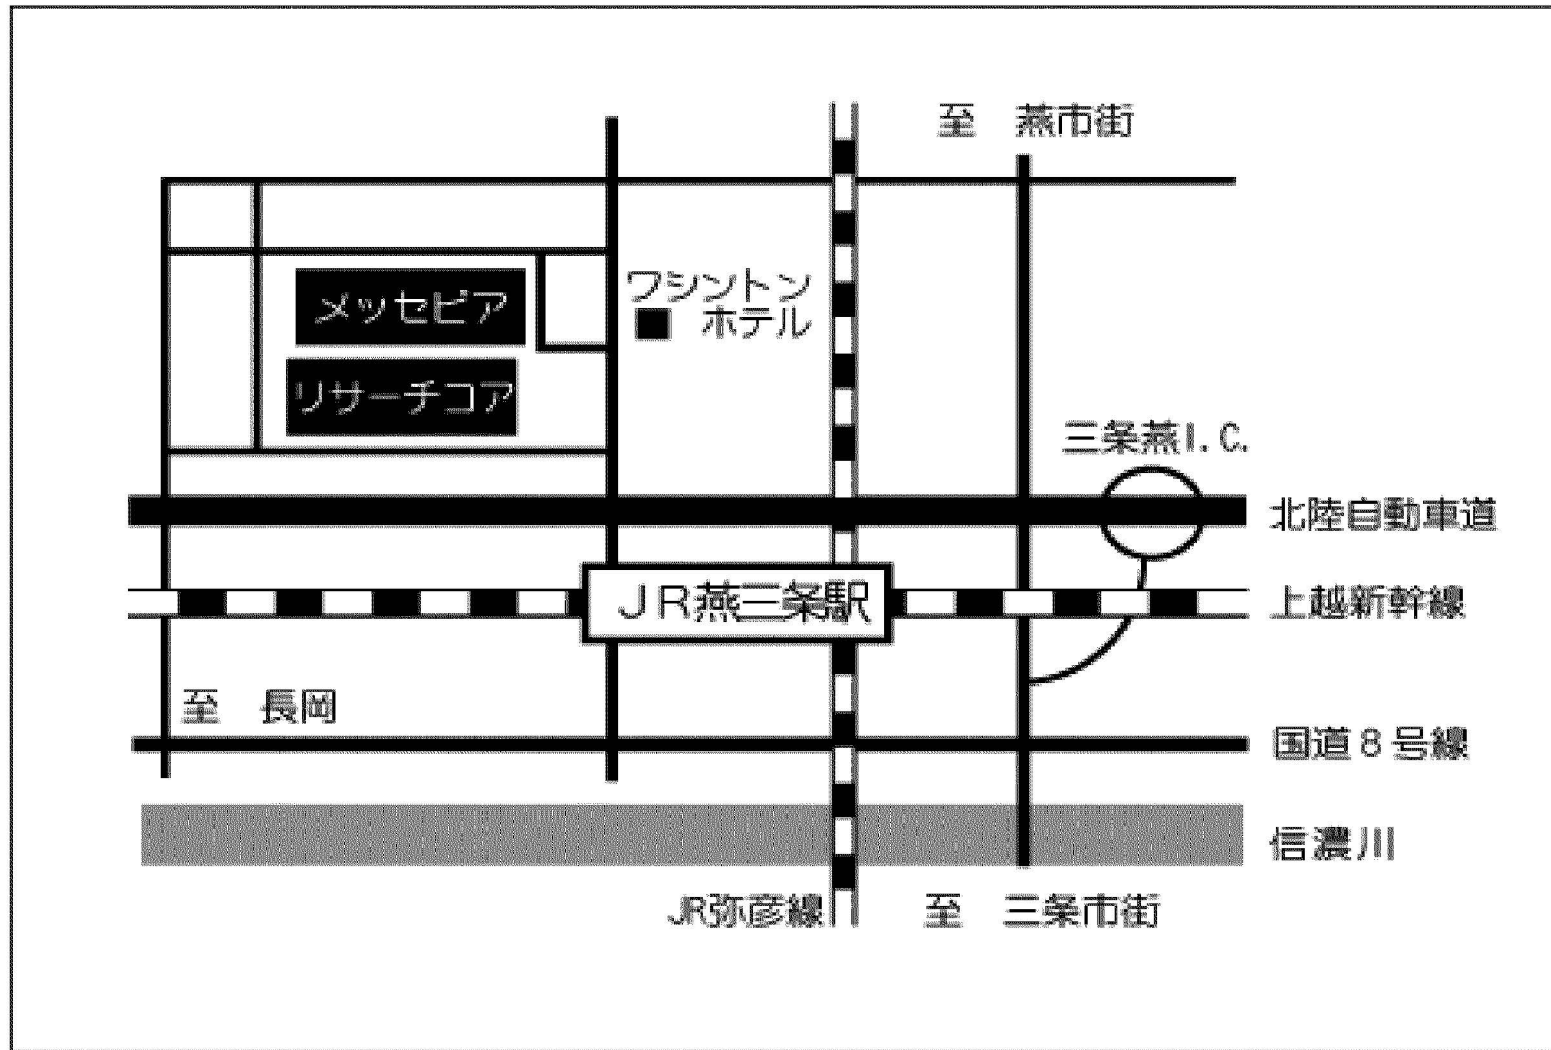 至　燕市街
ワシントン
ホテル
メッセピア
リサーチコア
三条燕I.C.
北陸自動車道
JR燕三条駅
上越新幹線
至　長岡
国道8号線
信濃川
JR弥彦線
至　三条市街